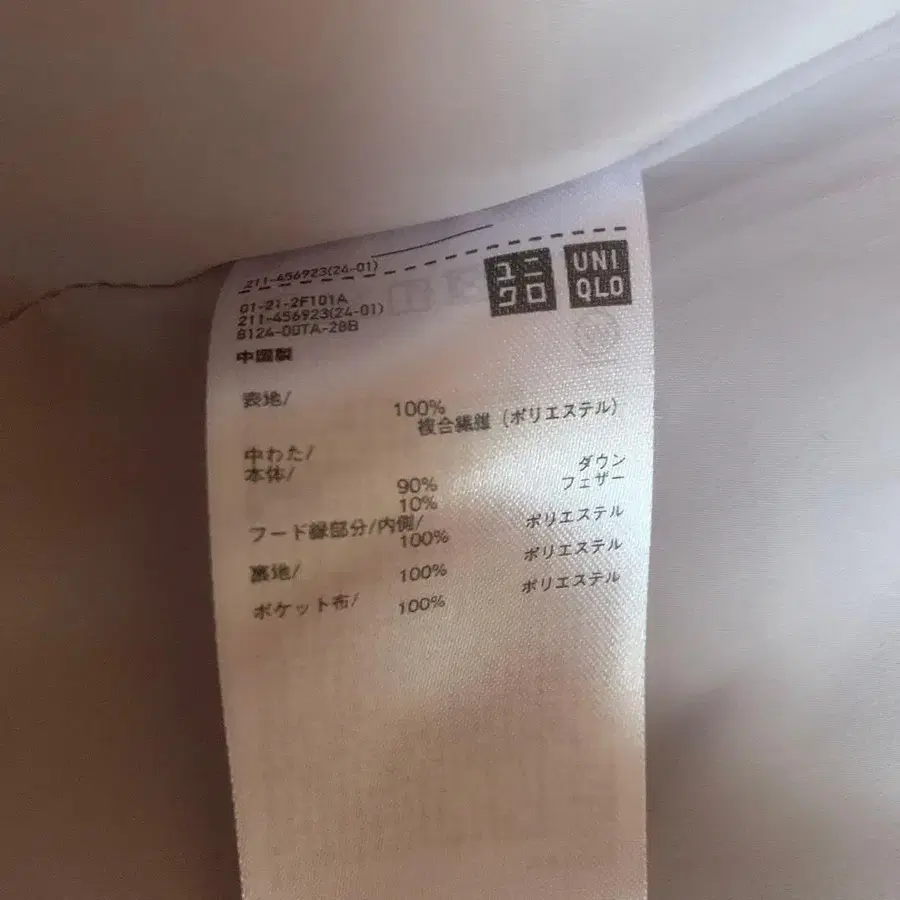 211-456923(24-01)
ユニ
クロ
UNI
QLO
01-21-2F101A
211-456923(24-01)
8124-00TA-28B
中国製
表地/
100%
複合繊維 (ポリエステル)
中わた/
本体/
90% ダウン
10% フェザー
フード縁部分/内側/
100% ポリエステル
裏地/
100% ポリエステル
ポケット布/
100% ポリエステル